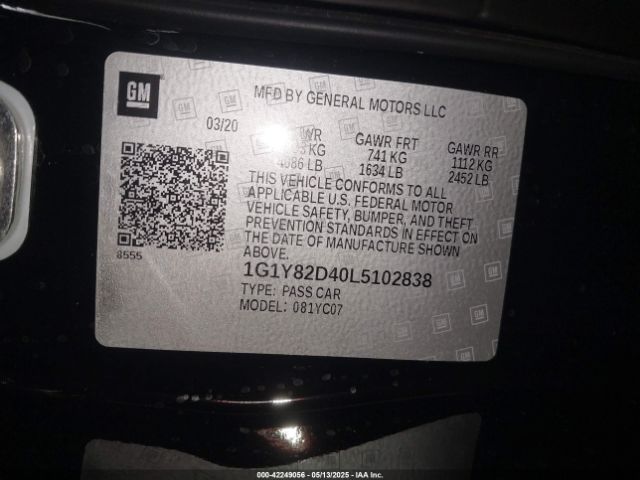 GM
MFD BY GENERAL MOTORS LLC
03/20
GAWR FRT GAWR RR
741 KG 1112 KG
4086 LB 1634 LB 2452 LB
THIS VEHICLE CONFORMS TO ALL
APPLICABLE U.S. FEDERAL MOTOR
VEHICLE SAFETY, BUMPER, AND THEFT
PREVENTION STANDARDS IN EFFECT ON
THE DATE OF MANUFACTURE SHOWN
ABOVE.
8555
1G1Y82D40L5102838
TYPE: PASS CAR
MODEL: 081YC07
000-42249056 — 05/13/2025 — IAA Inc.